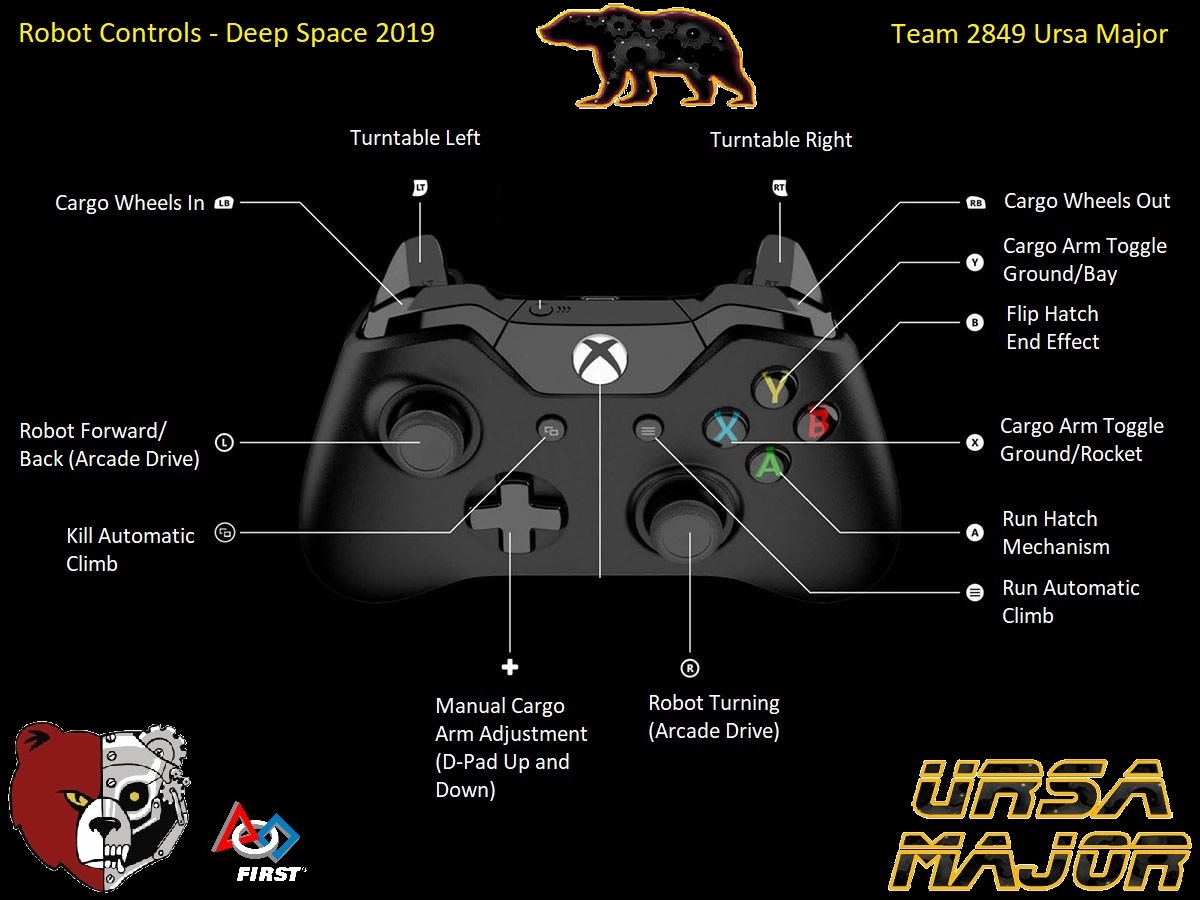 Robot Controls - Deep Space 2019
Team 2849 Ursa Major
Turntable Left
Turntable Right
LT
RT
Cargo Wheels In
LB
RB
Cargo Wheels Out
Y
Cargo Arm Toggle
Ground/Bay
B
Flip Hatch
End Effect
Y
X
B
A
Robot Forward/
Back (Arcade Drive)
L
X
Cargo Arm Toggle
Ground/Rocket
Kill Automatic
Climb
A
Run Hatch
Mechanism
Run Automatic
Climb
Manual Cargo
Arm Adjustment
(D-Pad Up and
Down)
R
Robot Turning
(Arcade Drive)
FIRST
URSA
MAJOR